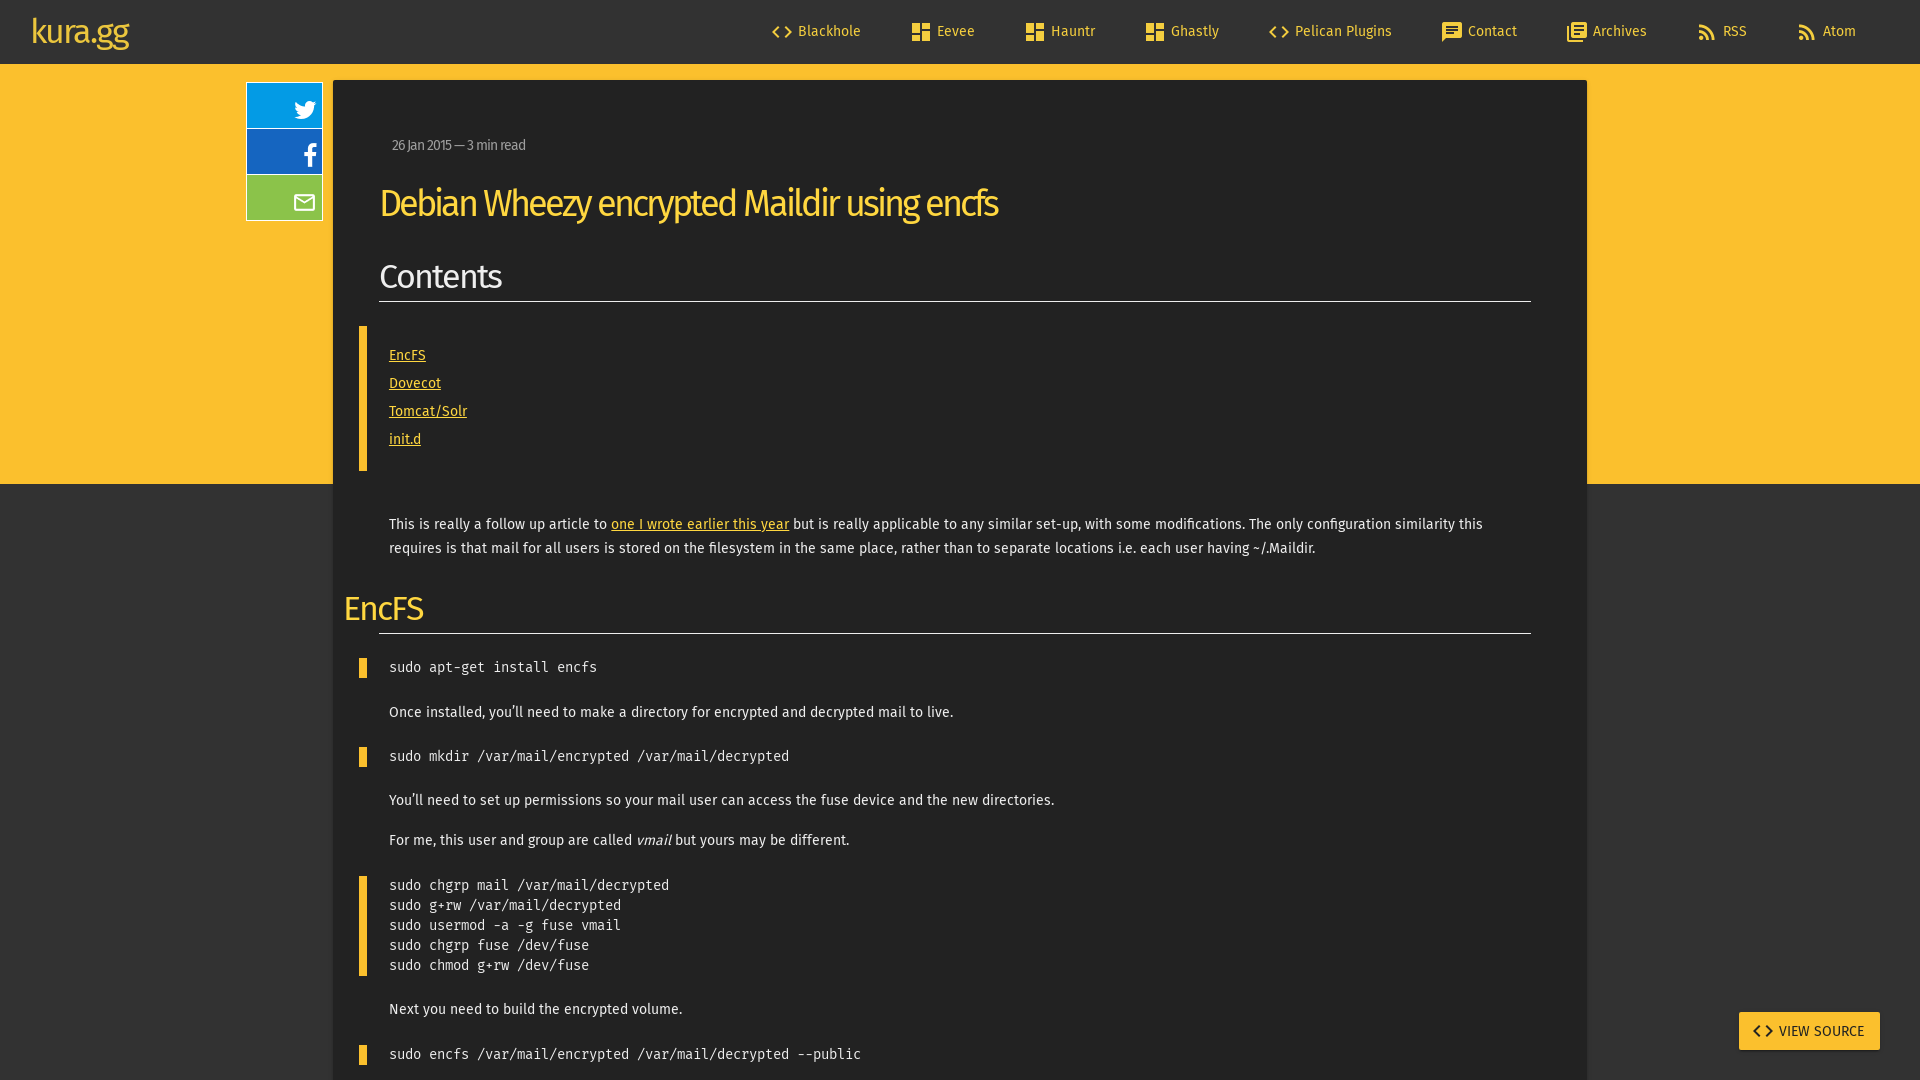 kura.gg
Blackhole
Eevee
Hauntr
Ghastly
Pelican Plugins
Contact
Archives
RSS
Atom
26 Jan 2015 — 3 min read
Debian Wheezy encrypted Maildir using encfs
Contents
EncFS
Dovecot
Tomcat/Solr
init.d
This is really a follow up article to one I wrote earlier this year but is really applicable to any similar set-up, with some modifications. The only configuration similarity this
requires is that mail for all users is stored on the filesystem in the same place, rather than to separate locations i.e. each user having ~/.Maildir.
EncFS
sudo apt-get install encfs
Once installed, you’ll need to make a directory for encrypted and decrypted mail to live.
sudo mkdir /var/mail/encrypted /var/mail/decrypted
You’ll need to set up permissions so your mail user can access the fuse device and the new directories.
For me, this user and group are called vmail but yours may be different.
sudo chgrp mail /var/mail/decrypted
sudo g+rw /var/mail/decrypted
sudo usermod -a -g fuse vmail
sudo chgrp fuse /dev/fuse
sudo chmod g+rw /dev/fuse
Next you need to build the encrypted volume.
sudo encfs /var/mail/encrypted /var/mail/decrypted --public
VIEW SOURCE